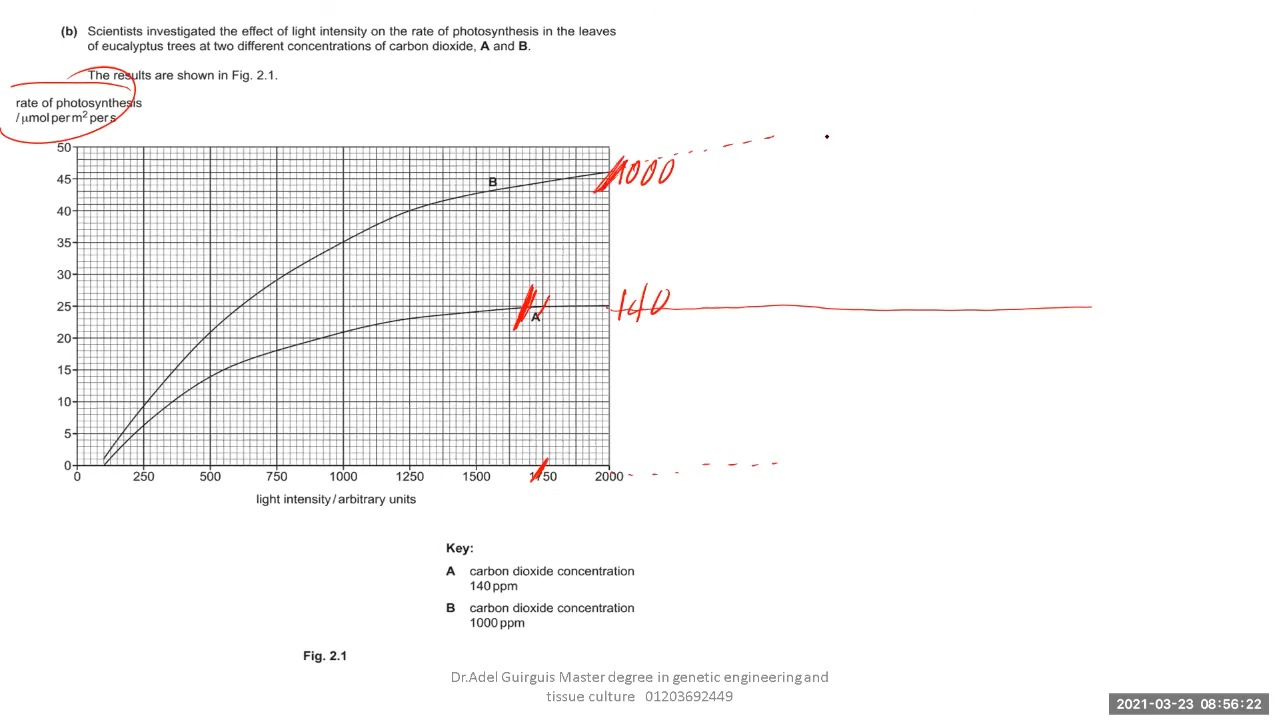 (b) Scientists investigated the effect of light intensity on the rate of photosynthesis in the leaves
of eucalyptus trees at two different concentrations of carbon dioxide, A and B.
The results are shown in Fig. 2.1.
rate of photosynthesis
/ μmol per m² per s
50
45
40
35
30
25
20
15
10
5
0
B
1000
A
140
0 250 500 750 1000 1250 1500 1750 2000
light intensity / arbitrary units
Key:
A carbon dioxide concentration
140 ppm
B carbon dioxide concentration
1000 ppm
Fig. 2.1
Dr.Adel Guirguis Master degree in genetic engineering and
tissue culture 01203692449
2021-03-23 08:56:22